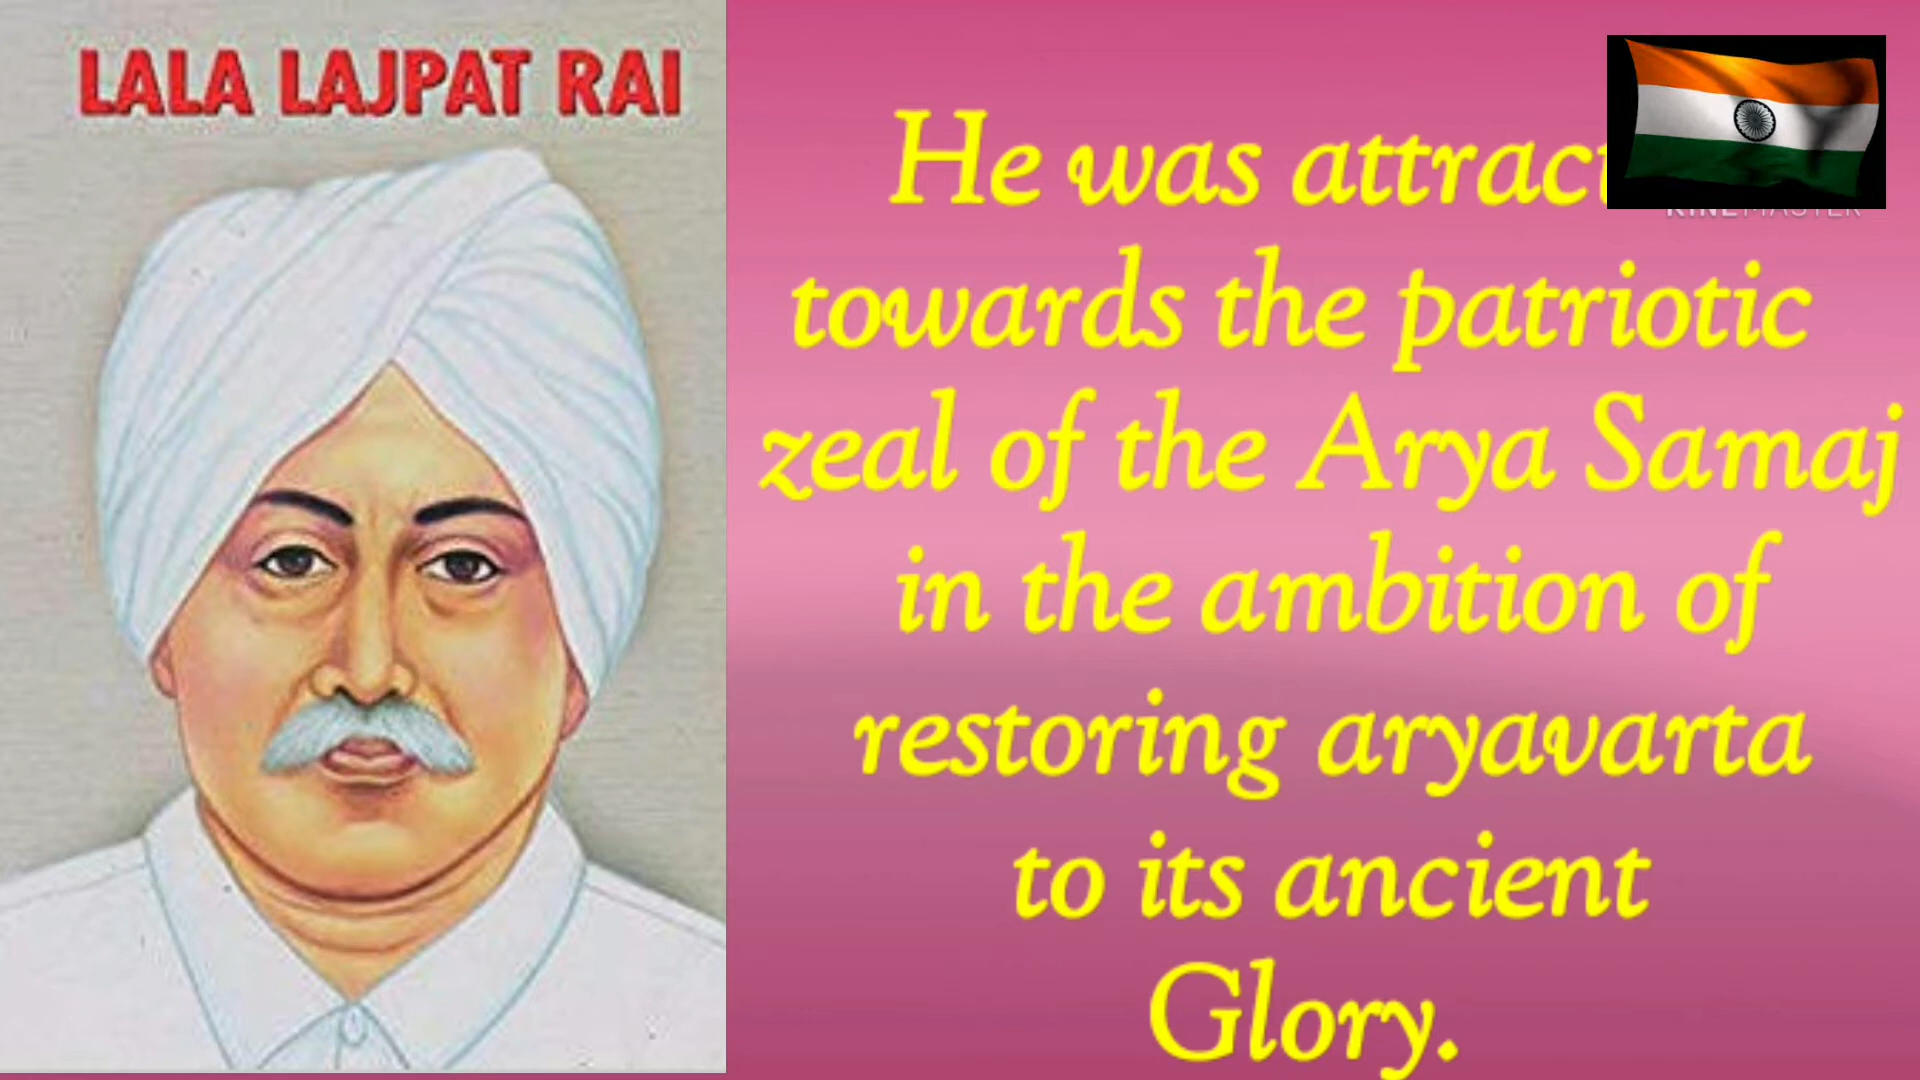 LALA LAJPAT RAI
He was
towards the patriotic
zeal of the Arya Samaj
in the ambition of
restoring aryavarta
to its ancient
Glory.
KINEMASTER